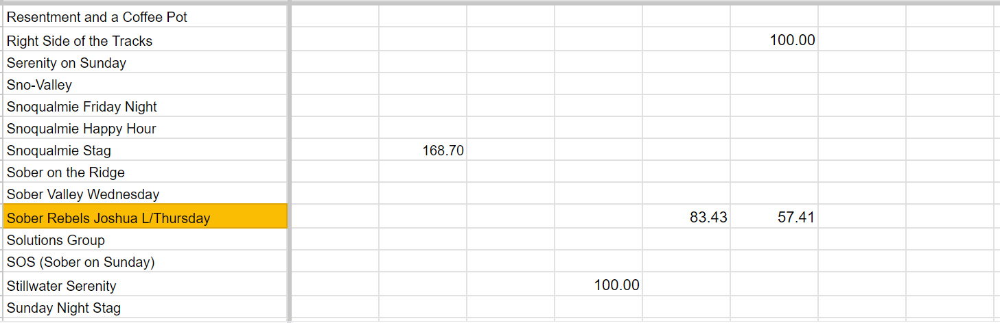 Resentment and a Coffee Pot
Right Side of the Tracks 100.00
Serenity on Sunday
Sno-Valley
Snoqualmie Friday Night
Snoqualmie Happy Hour
Snoqualmie Stag 168.70
Sober on the Ridge
Sober Valley Wednesday
Sober Rebels Joshua L/Thursday 83.43 57.41
Solutions Group
SOS (Sober on Sunday)
Stillwater Serenity 100.00
Sunday Night Stag